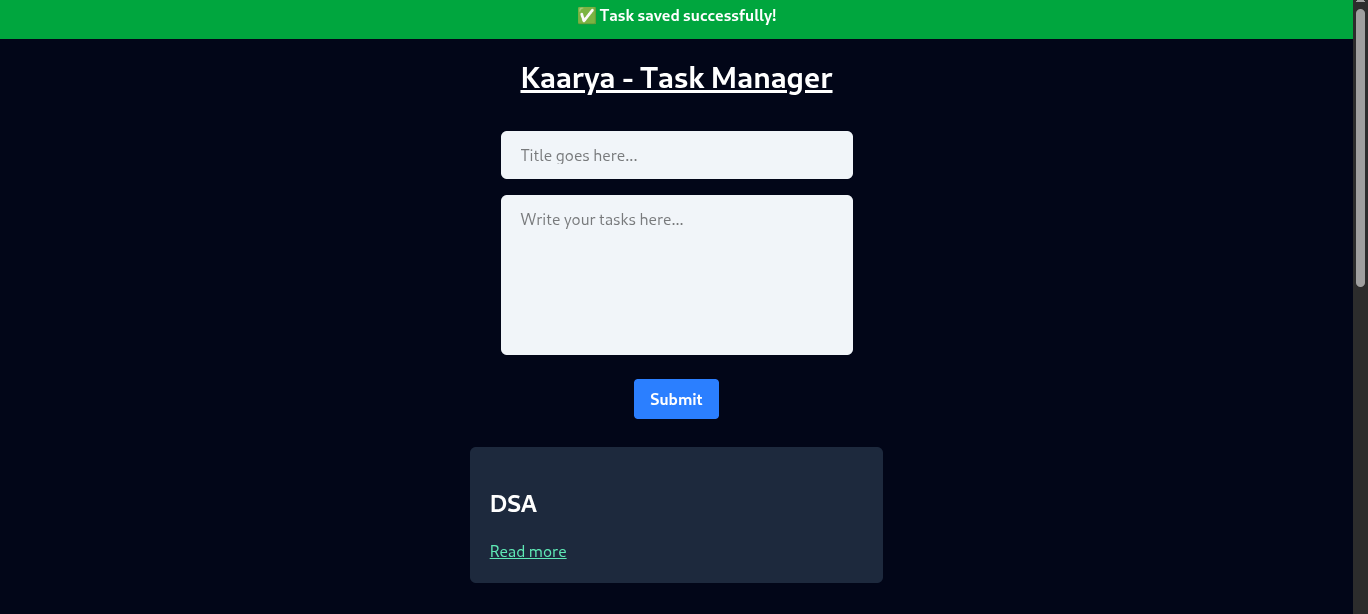 ✅ Task saved successfully!
Kaarya - Task Manager
Title goes here...
Write your tasks here...
Submit
DSA
Read more